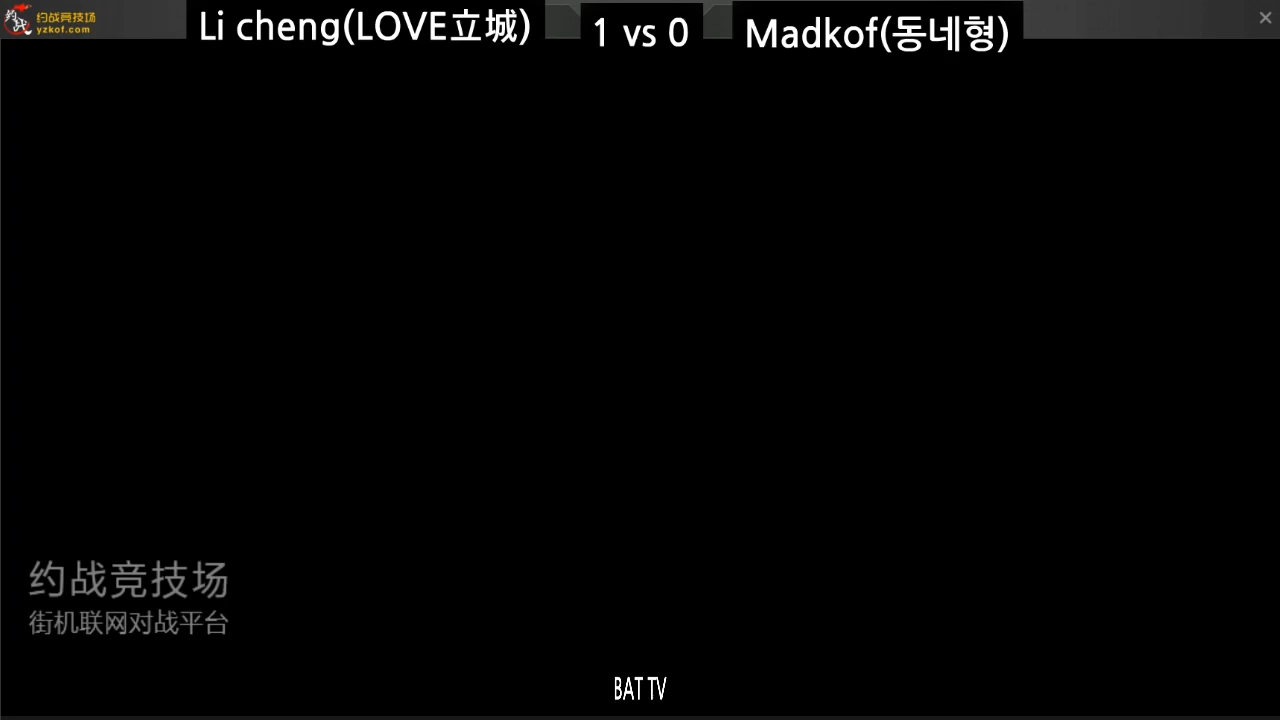 约战竞技场
yzkof.com
Li cheng(LOVE立城)
1 vs 0
Madkof(동네형)
约战竞技场
街机联网对战平台
BAT TV